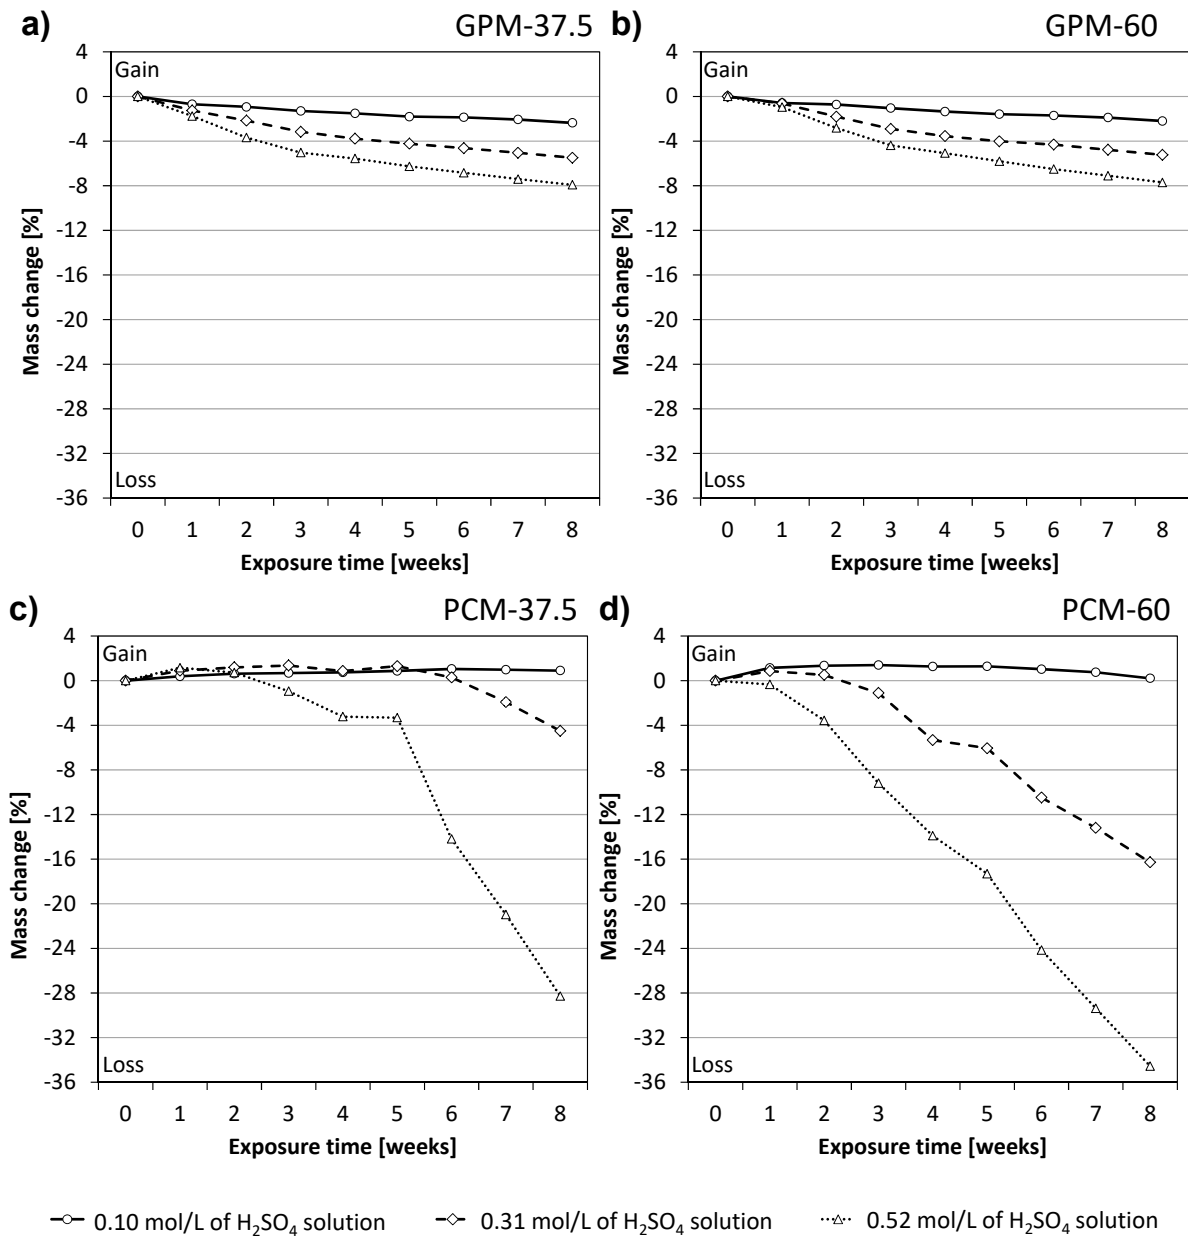 a) GPM-37.5
4
Gain
0
-4
-8
-12
-16
-20
-24
-28
-32
Loss
-36
Mass change [%]
0 1 2 3 4 5 6 7 8
Exposure time [weeks]
b) GPM-60
4
Gain
0
-4
-8
-12
-16
-20
-24
-28
-32
Loss
-36
Mass change [%]
0 1 2 3 4 5 6 7 8
Exposure time [weeks]
c) PCM-37.5
4
Gain
0
-4
-8
-12
-16
-20
-24
-28
-32
Loss
-36
Mass change [%]
0 1 2 3 4 5 6 7 8
Exposure time [weeks]
d) PCM-60
4
Gain
0
-4
-8
-12
-16
-20
-24
-28
-32
Loss
-36
Mass change [%]
0 1 2 3 4 5 6 7 8
Exposure time [weeks]
0.10 mol/L of H₂SO₄ solution 0.31 mol/L of H₂SO₄ solution 0.52 mol/L of H₂SO₄ solution